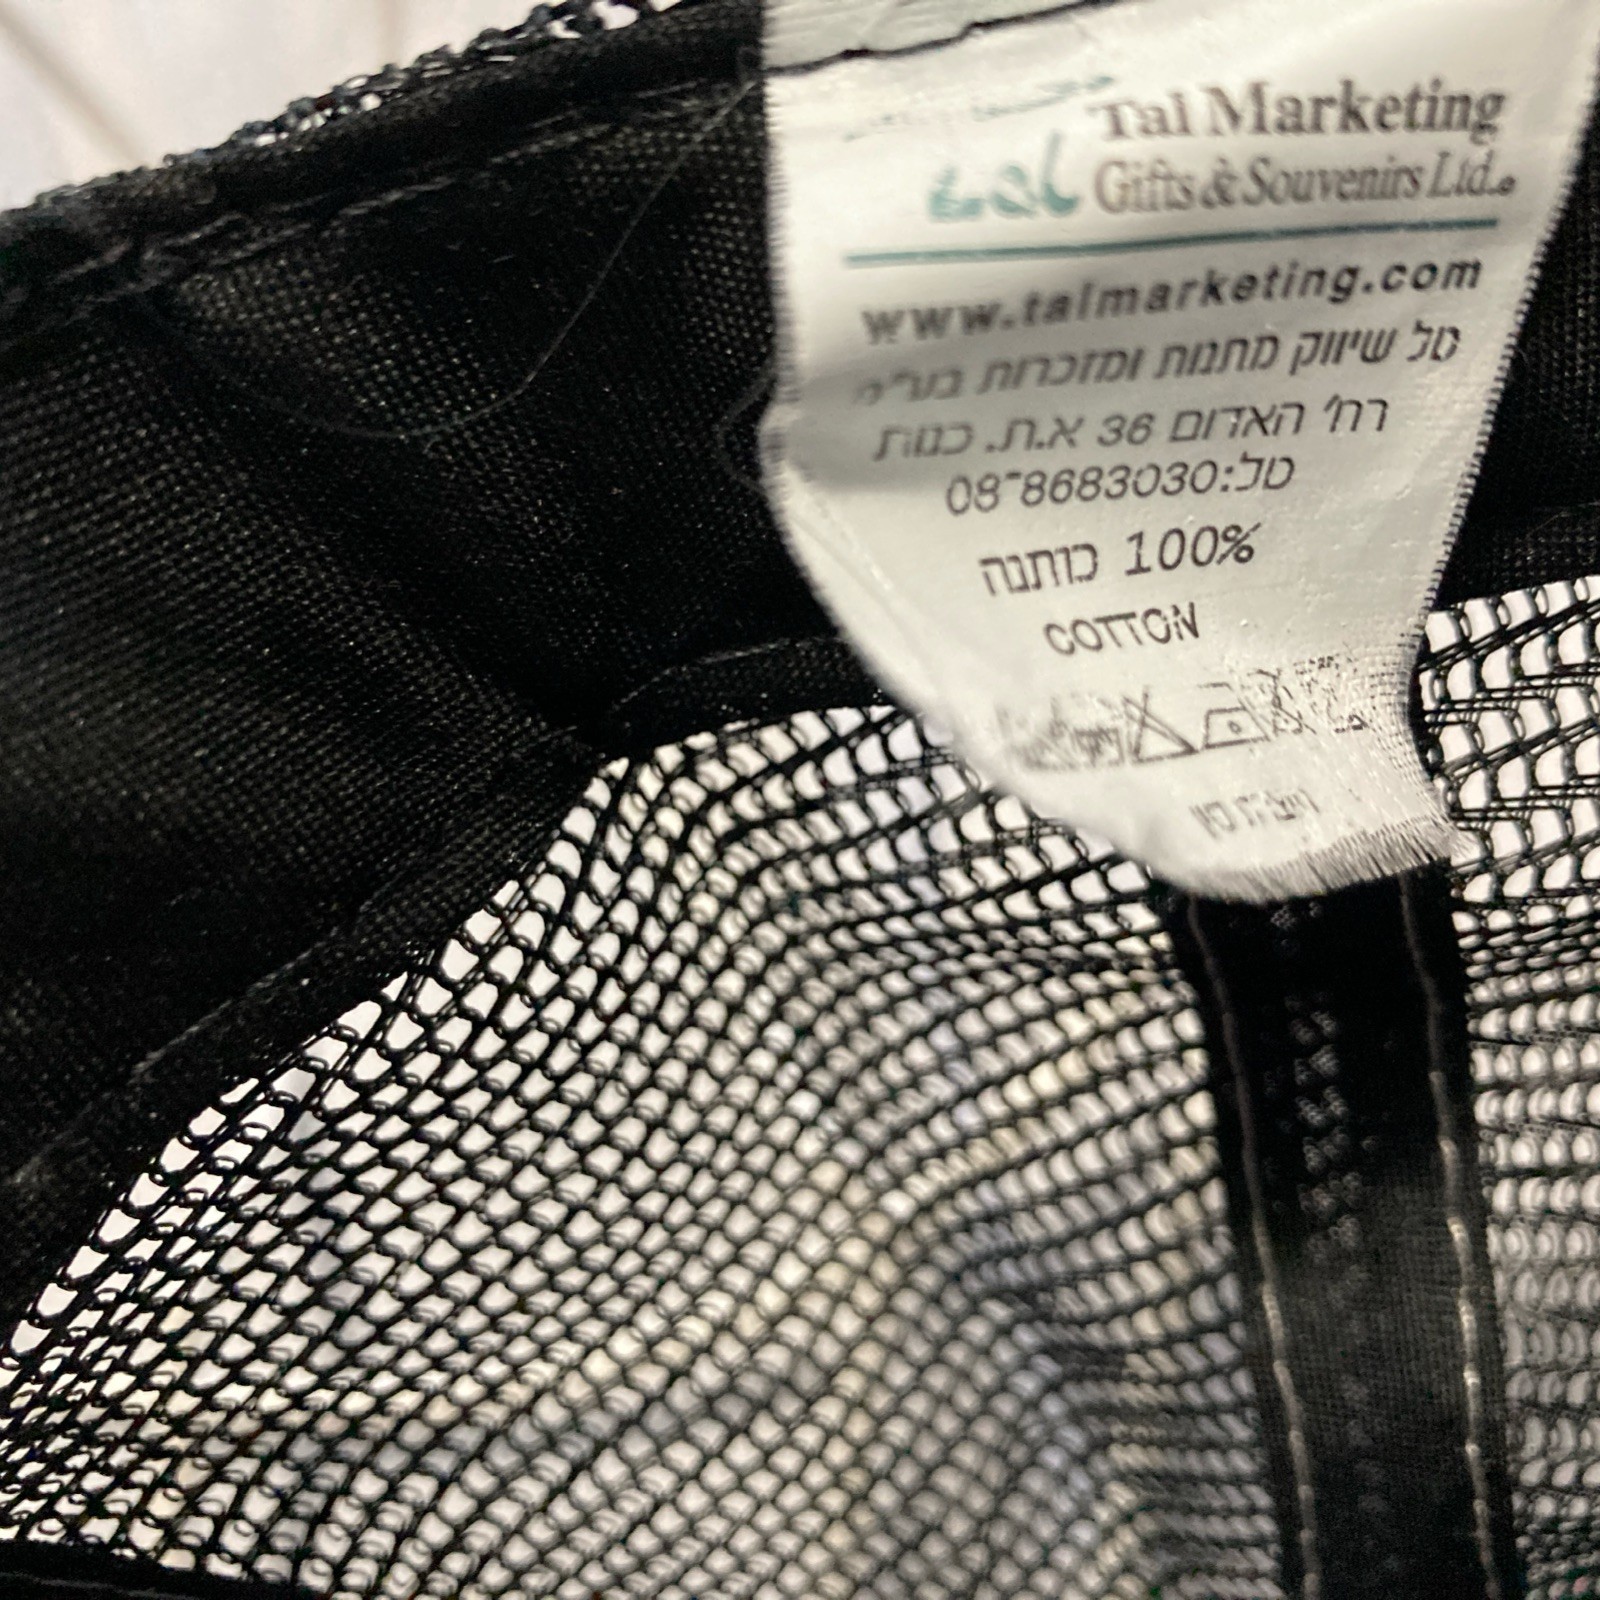 Tal Marketing
Gifts & Souvenirs Ltd.
www.talmarketing.com
טל שיווק מתנות ומזכרות בע"מ
רח' האדום 36 א.ת. כנות
טל:08-8683030
100% כותנה
COTTON